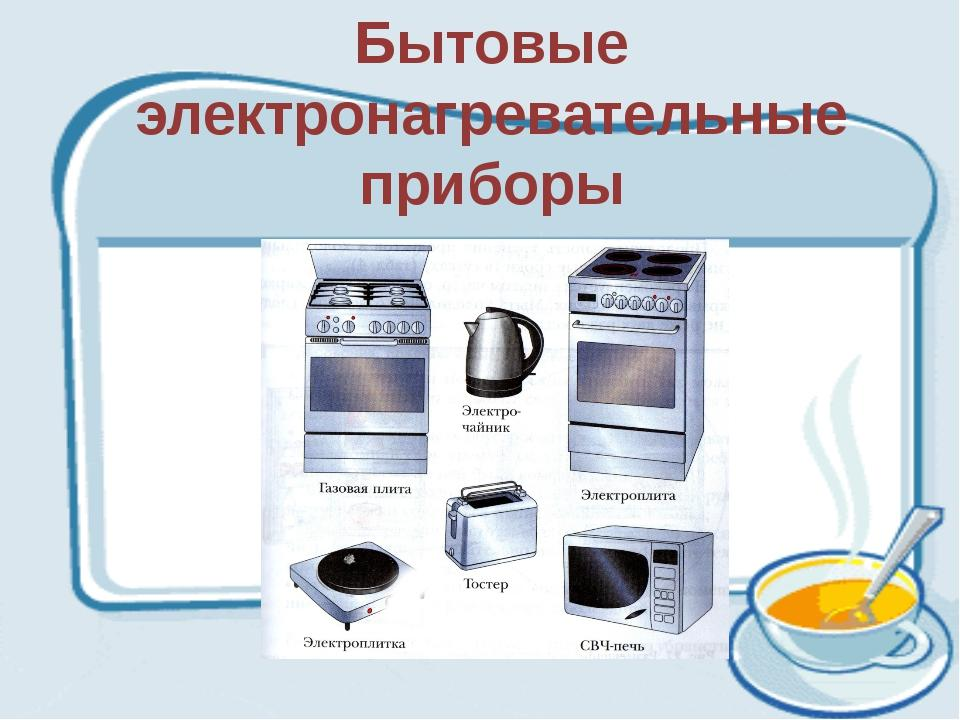 Бытовые
электронагревательные
приборы
Электро-
чайник
Газовая плита
Электроплита
Тостер
Электроплитка
СВЧ-печь